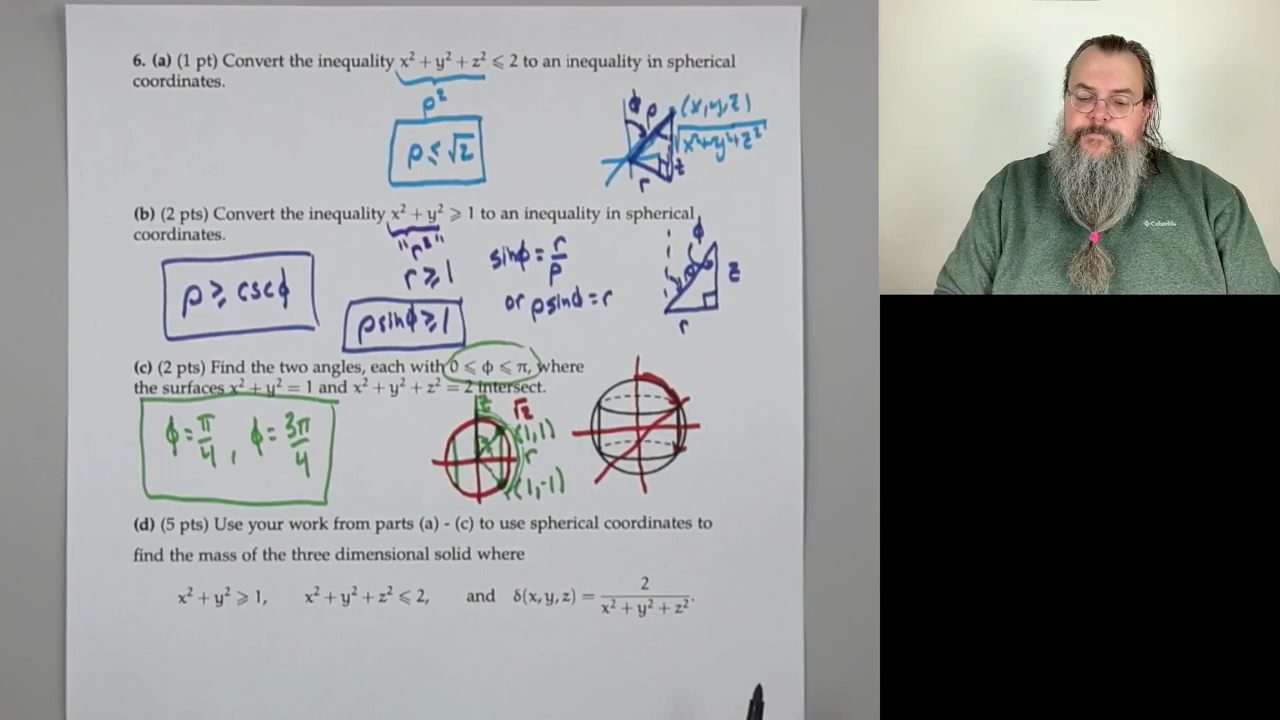 6. (a) (1 pt) Convert the inequality x² + y² + z² ⩽ 2 to an inequality in spherical
coordinates.
ρ²
ρ ≤ √2
ϕ ρ (x,y,z)
√x²+y²+z²
z
r
(b) (2 pts) Convert the inequality x² + y² ⩾ 1 to an inequality in spherical
coordinates.
"r²"
r ≥ 1
ρ sinϕ ≥ 1
ρ ≥ cscϕ
sinϕ = r/ρ
or ρ sinϕ = r
ϕ
ρ
z
r
(c) (2 pts) Find the two angles, each with 0 ⩽ ϕ ⩽ π, where
the surfaces x² + y² = 1 and x² + y² + z² = 2 intersect.
ϕ = π/4, ϕ = 3π/4
z
√2
(1,1)
r
(1,-1)
(d) (5 pts) Use your work from parts (a) - (c) to use spherical coordinates to
find the mass of the three dimensional solid where
x² + y² ⩾ 1, x² + y² + z² ⩽ 2, and δ(x, y, z) = 2/(x² + y² + z²).
Columbia